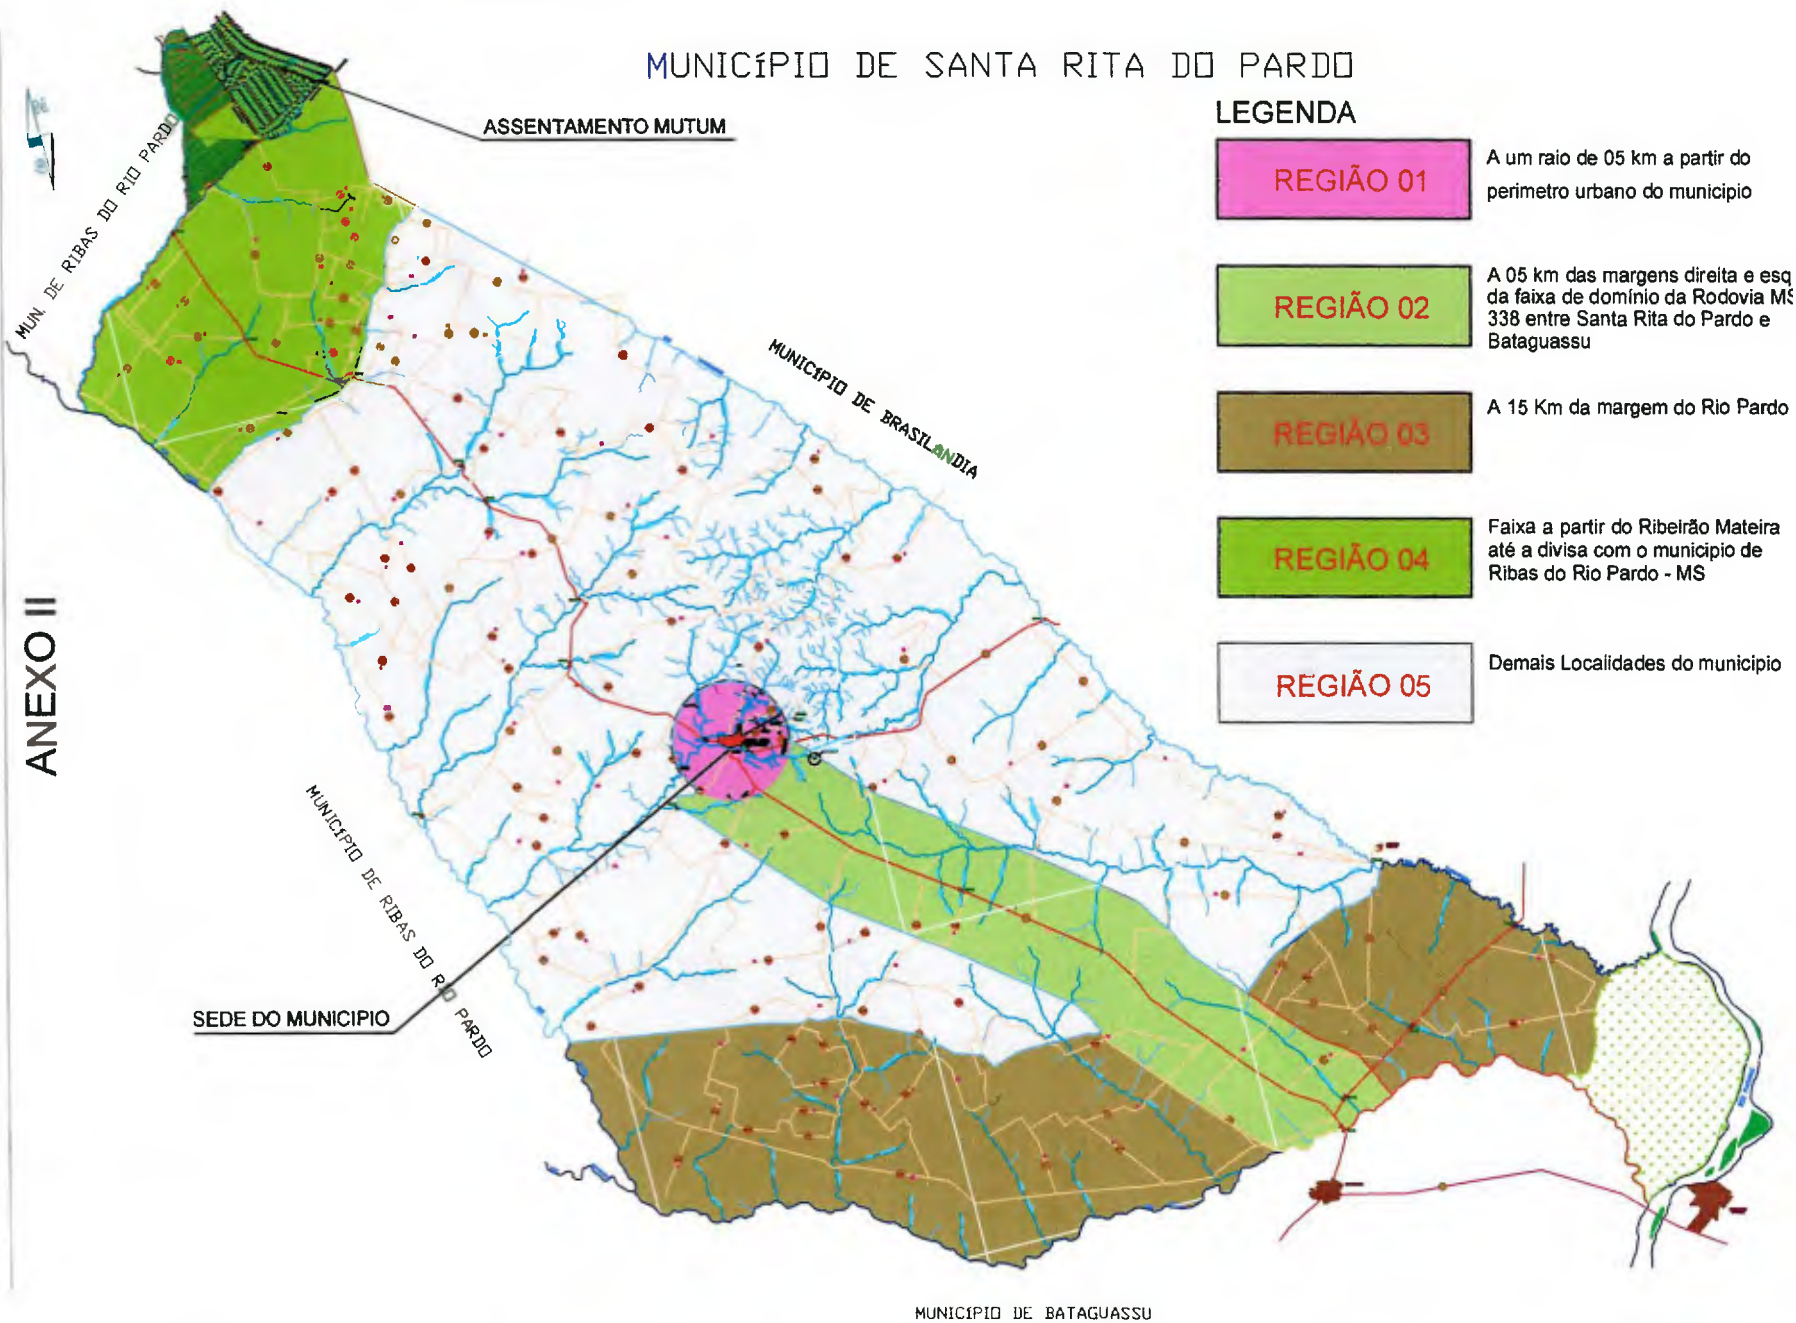 MUNICíPIO DE SANTA RITA DO PARDO
ASSENTAMENTO MUTUM
MUN. DE RIBAS DO RIO PARDO
MUNICíPIO DE BRASILANDIA
LEGENDA
REGIÃO 01
A um raio de 05 km a partir do
perimetro urbano do municipio
REGIÃO 02
A 05 km das margens direita e esq
da faixa de domínio da Rodovia MS
338 entre Santa Rita do Pardo e
Bataguassu
REGIÃO 03
A 15 Km da margem do Rio Pardo
REGIÃO 04
Faixa a partir do Ribeirão Mateira
até a divisa com o municipio de
Ribas do Rio Pardo - MS
REGIÃO 05
Demais Localidades do municipio
ANEXO II
MUNICíPIO DE RIBAS DO RIO PARDO
SEDE DO MUNICIPIO
MUNICíPIO DE BATAGUASSU